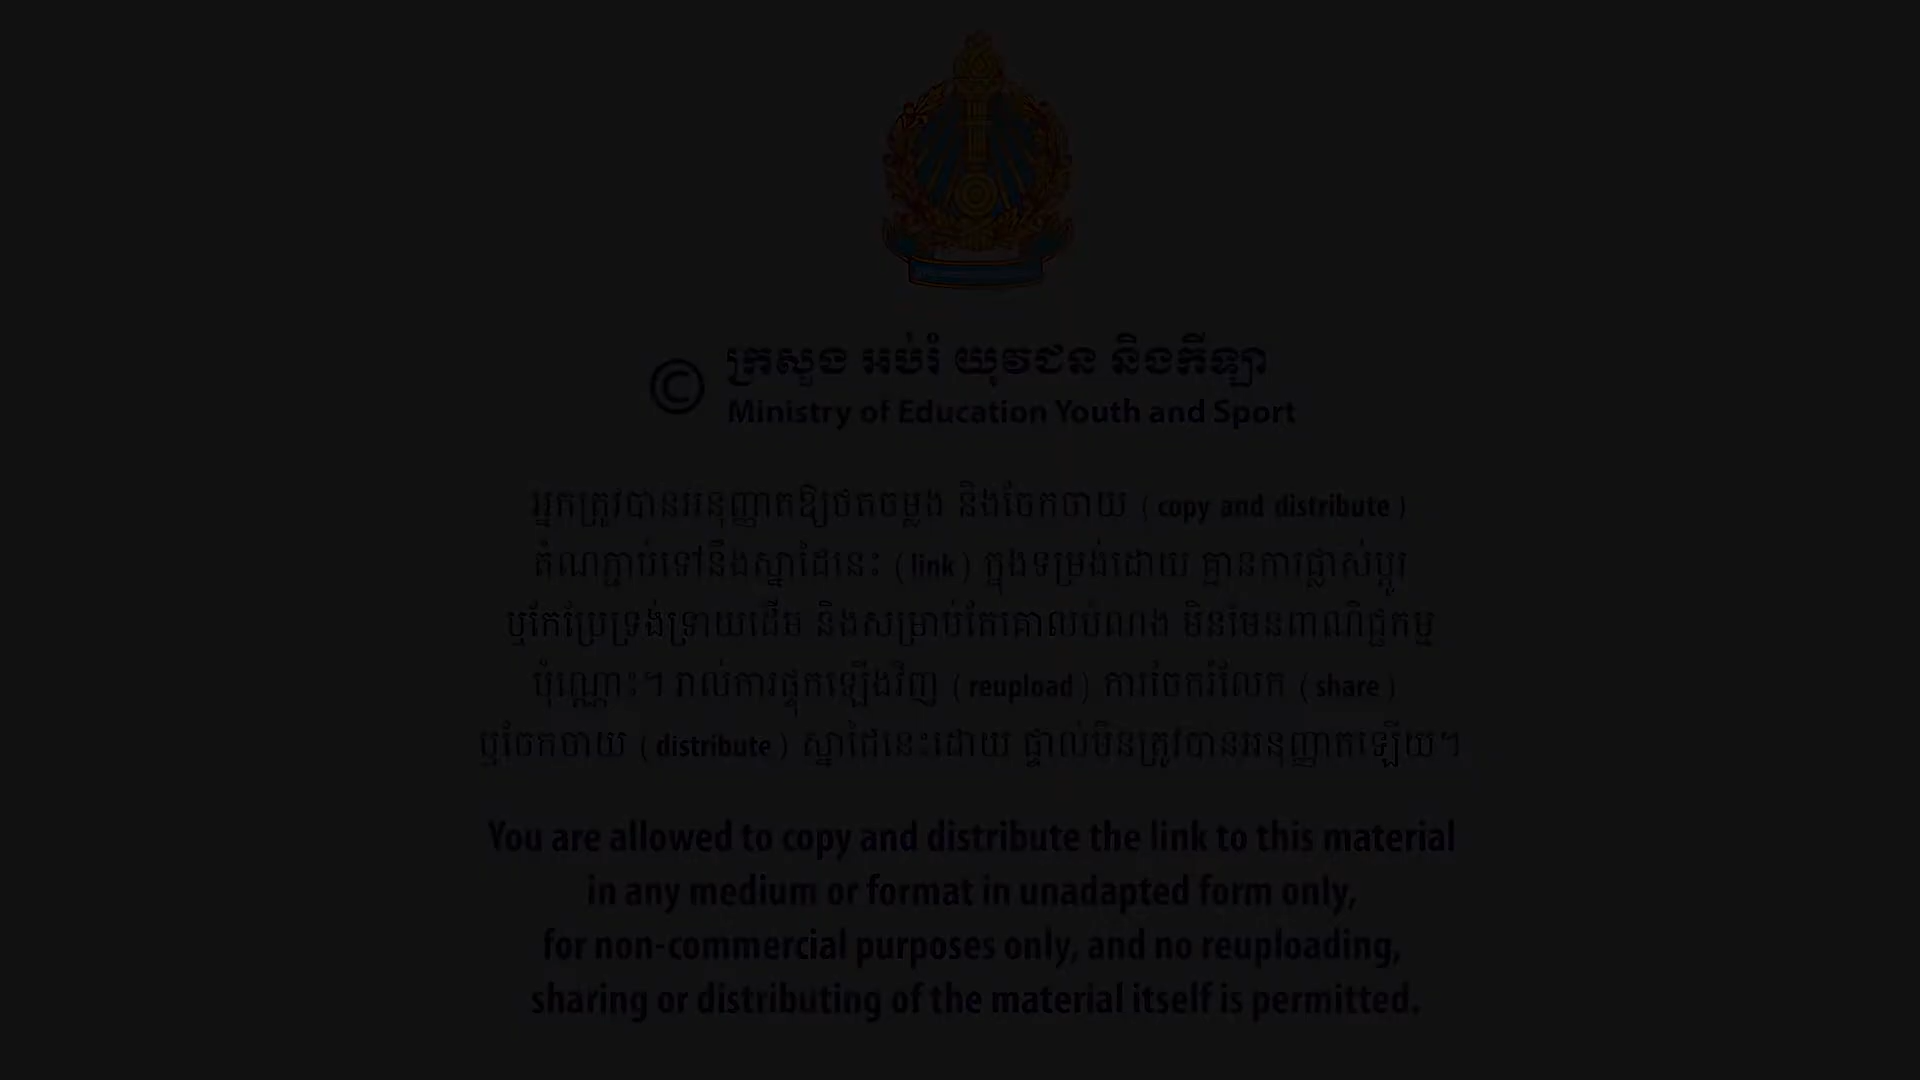 © ក្រសួង អប់រំ យុវជន និងកីឡា
Ministry of Education Youth and Sport
អ្នកត្រូវបានអនុញ្ញាតឱ្យថតចម្លង និងចែកចាយ ( copy and distribute )
តំណភ្ជាប់ទៅនឹងស្នាដៃនេះ ( link ) ក្នុងទម្រង់ដោយ គ្មានការផ្លាស់ប្តូរ
ឬកែប្រែទ្រង់ទ្រាយដើម និងសម្រាប់តែគោលបំណង មិនមែនពាណិជ្ជកម្ម
ប៉ុណ្ណោះ។ រាល់ការផ្ទុកឡើងវិញ ( reupload ) ការចែករំលែក ( share )
ឬចែកចាយ ( distribute ) ស្នាដៃនេះដោយ ផ្ទាល់មិនត្រូវបានអនុញ្ញាតឡើយ។
You are allowed to copy and distribute the link to this material
in any medium or format in unadapted form only,
for non-commercial purposes only, and no reuploading,
sharing or distributing of the material itself is permitted.